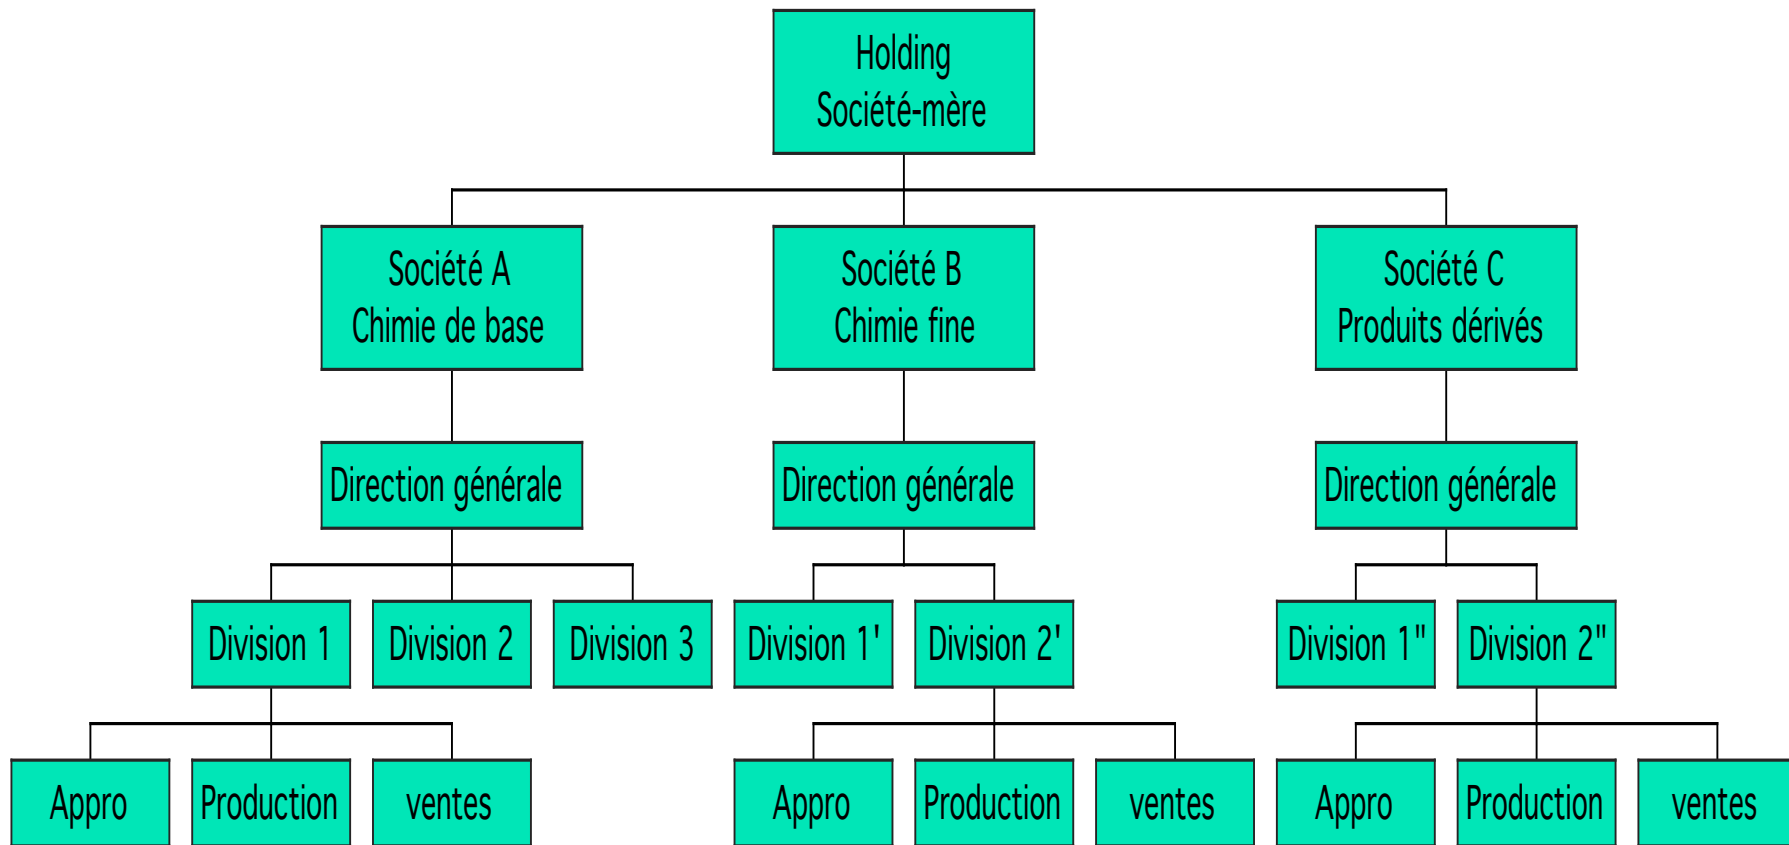 Holding
Société-mère
Société A
Chimie de base
Société B
Chimie fine
Société C
Produits dérivés
Direction générale
Direction générale
Direction générale
Division 1
Division 2
Division 3
Division 1'
Division 2'
Division 1"
Division 2"
Appro
Production
ventes
Appro
Production
ventes
Appro
Production
ventes